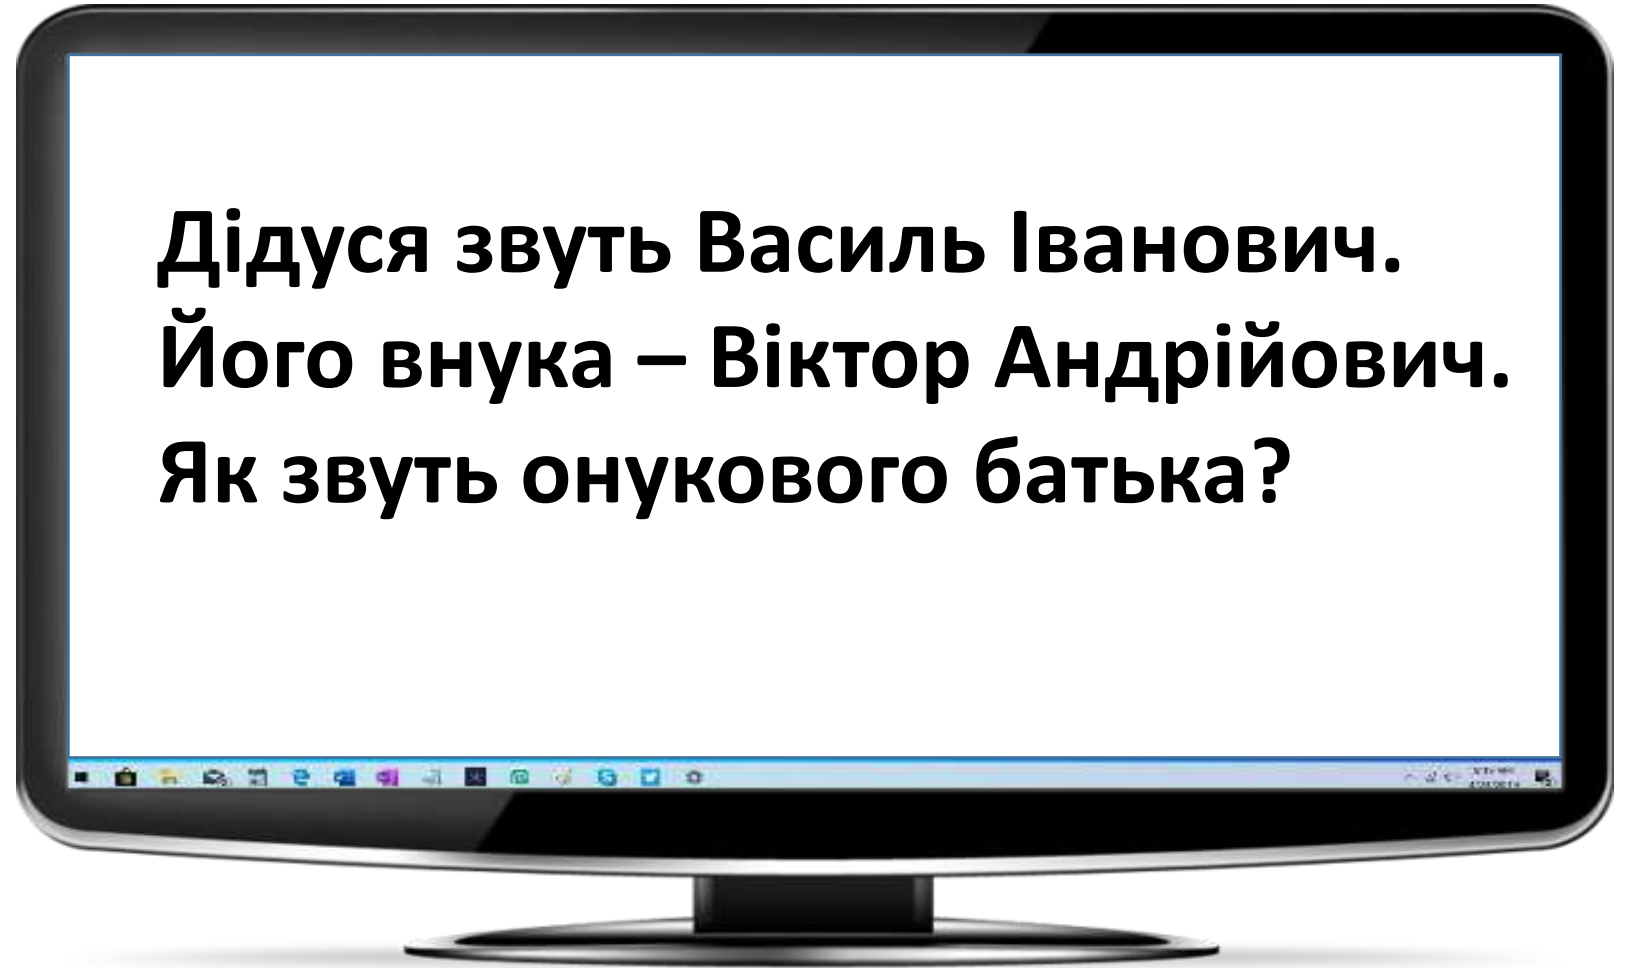 Дідуся звуть Василь Іванович.
Його внука – Віктор Андрійович.
Як звуть онукового батька?